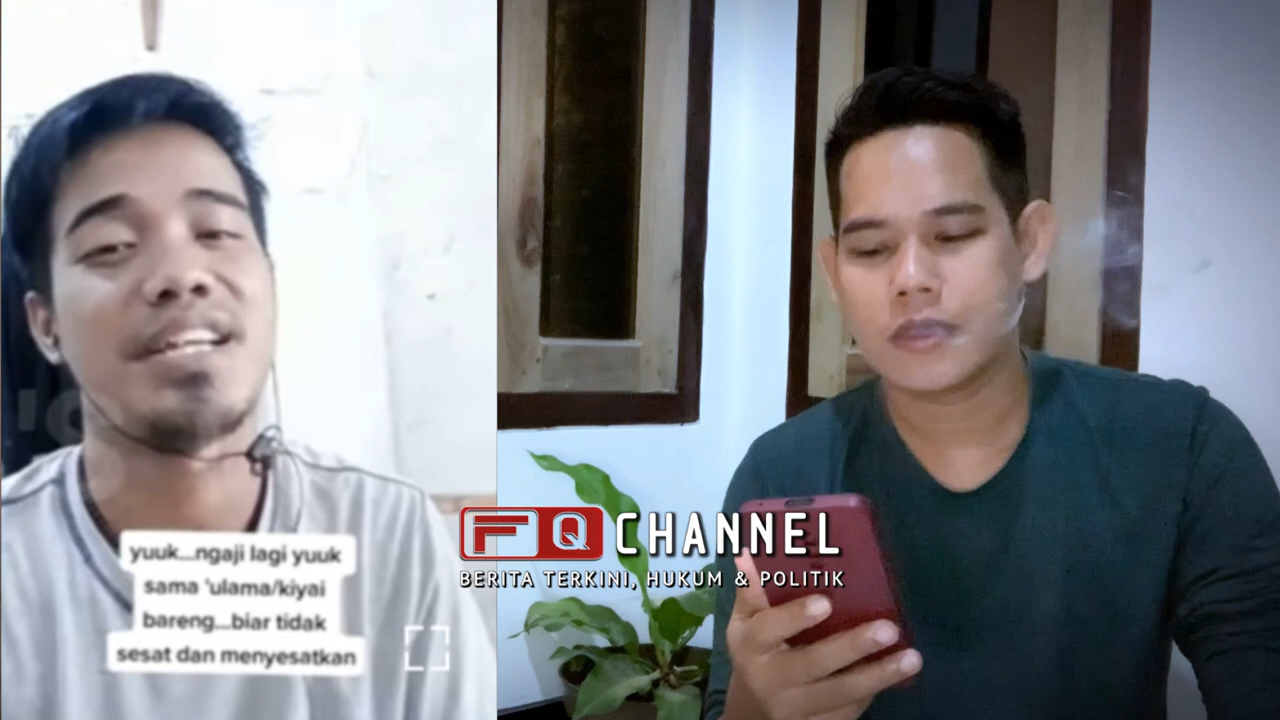 yuuk...ngaji lagi yuuk
sama 'ulama/kiyai
bareng...biar tidak
sesat dan menyesatkan
FQ CHANNEL
BERITA TERKINI, HUKUM & POLITIK